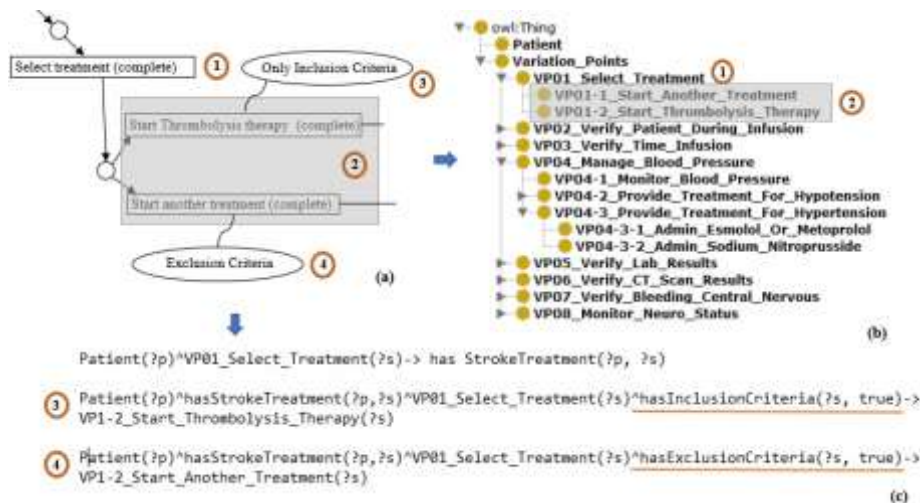 Select treatment (complete)
1
Only Inclusion Criteria
3
Start Thrombolysis therapy (complete)
2
Start another treatment (complete)
Exclusion Criteria
4
(a)
owl:Thing
Patient
Variation_Points
VP01_Select_Treatment
1
VP01-1_Start_Another_Treatment
VP01-2_Start_Thrombolysis_Therapy
2
VP02_Verify_Patient_During_Infusion
VP03_Verify_Time_Infusion
VP04_Manage_Blood_Pressure
VP04-1_Monitor_Blood_Pressure
VP04-2_Provide_Treatment_For_Hypotension
VP04-3_Provide_Treatment_For_Hypertension
VP04-3-1_Admin_Esmolol_Or_Metoprolol
VP04-3-2_Admin_Sodium_Nitroprusside
VP05_Verify_Lab_Results
VP06_Verify_CT_Scan_Results
VP07_Verify_Bleeding_Central_Nervous
VP08_Monitor_Neuro_Status
(b)
Patient(?p)^VP01_Select_Treatment(?s)-> has StrokeTreatment(?p, ?s)
3
Patient(?p)^hasStrokeTreatment(?p,?s)^VP01_Select_Treatment(?s)^hasInclusionCriteria(?s, true)->
VP1-2_Start_Thrombolysis_Therapy(?s)
4
Patient(?p)^hasStrokeTreatment(?p,?s)^VP01_Select_Treatment(?s)^hasExclusionCriteria(?s, true)->
VP1-2_Start_Another_Treatment(?s)
(c)